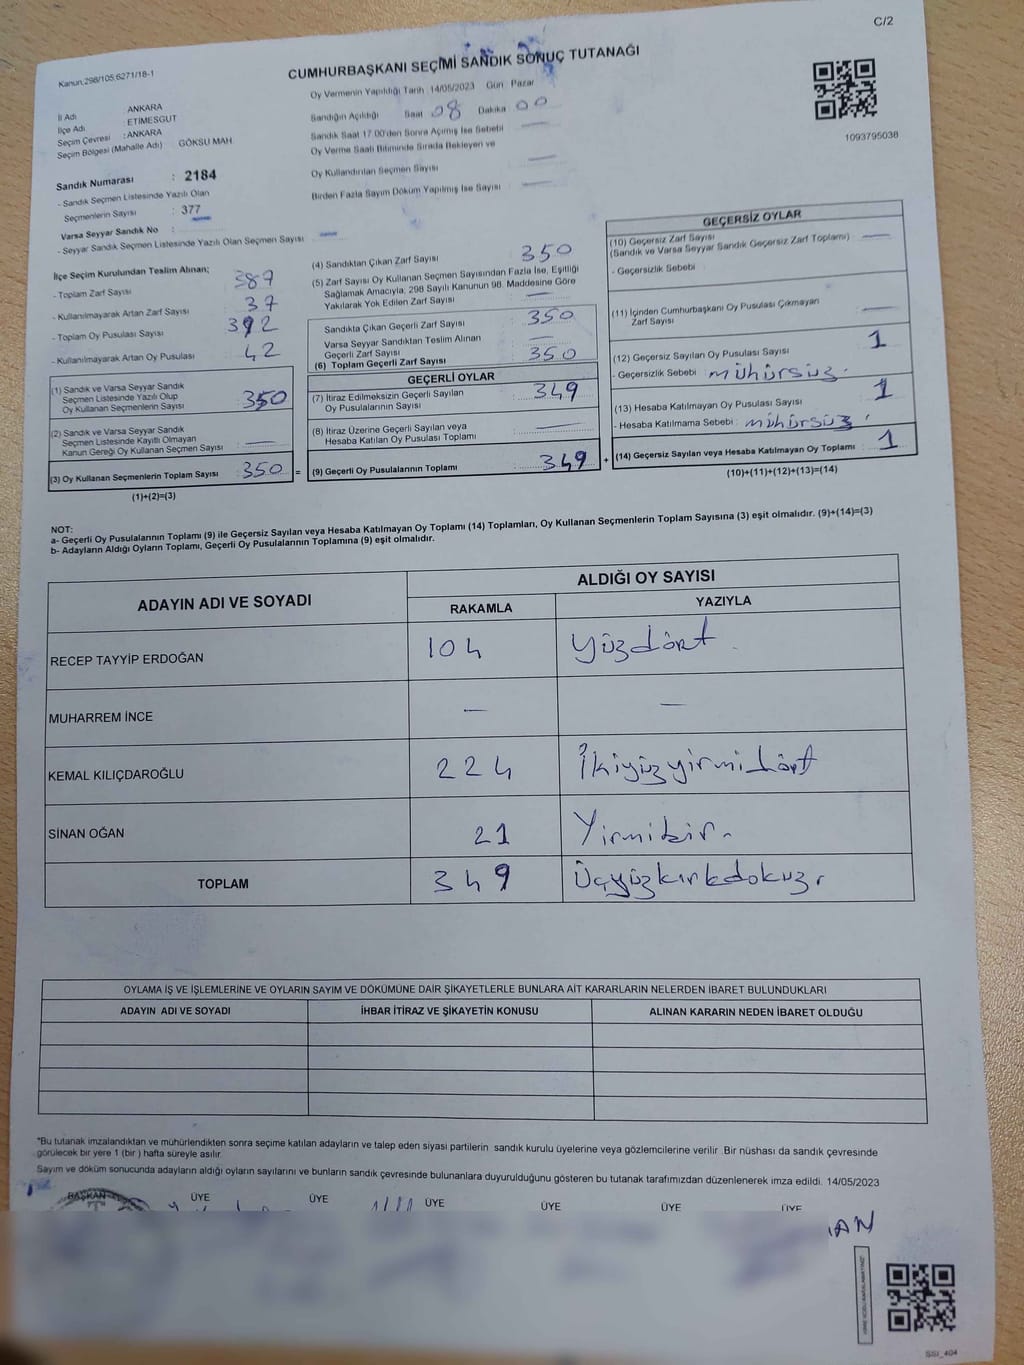 C/2
Kanun:298/105,6271/18-1
CUMHURBAŞKANI SEÇİMİ SANDIK SONUÇ TUTANAĞI
Oy Vermenin Yapıldığı Tarih 14/05/2023 Gün Pazar
İl Adı ANKARA
İlçe Adı ETİMESGUT
Seçim Çevresi : ANKARA
Seçim Bölgesi (Mahalle Adı) GÖKSU MAH.
Sandığın Açıldığı Saat 08 Dakika 00
Sandık Saat 17.00'den Sonra Açılmış İse Sebebi —
Oy Verme Saati Bitiminde Sırada Bekleyen ve
Oy Kullandırılan Seçmen Sayısı —
Birden Fazla Sayım Döküm Yapılmış İse Sayısı —
1093795038
Sandık Numarası : 2184
- Sandık Seçmen Listesinde Yazılı Olan
Seçmenlerin Sayısı : 377
Varsa Seyyar Sandık No :
- Seyyar Sandık Seçmen Listesinde Yazılı Olan Seçmen Sayısı —
İlçe Seçim Kurulundan Teslim Alınan;
- Toplam Zarf Sayısı 387
- Kullanılmayarak Artan Zarf Sayısı 37
- Toplam Oy Pusulası Sayısı 392
- Kullanılmayarak Artan Oy Pusulası 42
(1) Sandık ve Varsa Seyyar Sandık
Seçmen Listesinde Yazılı Olup
Oy Kullanan Seçmenlerin Sayısı 350
(2) Sandık ve Varsa Seyyar Sandık
Seçmen Listesinde Kayıtlı Olmayan
Kanun Gereği Oy Kullanan Seçmen Sayısı —
(3) Oy Kullanan Seçmenlerin Toplam Sayısı 350 =
(1)+(2)=(3)
(4) Sandıktan Çıkan Zarf Sayısı 350
(5) Zarf Sayısı Oy Kullanan Seçmen Sayısından Fazla İse, Eşitliği
Sağlamak Amacıyla, 298 Sayılı Kanunun 98. Maddesine Göre
Yakılarak Yok Edilen Zarf Sayısı —
Sandıkta Çıkan Geçerli Zarf Sayısı 350
Varsa Seyyar Sandıktan Teslim Alınan
Geçerli Zarf Sayısı —
(6) Toplam Geçerli Zarf Sayısı 350
GEÇERLİ OYLAR
(7) İtiraz Edilmeksizin Geçerli Sayılan
Oy Pusulalarının Sayısı 349
(8) İtiraz Üzerine Geçerli Sayılan veya
Hesaba Katılan Oy Pusulası Toplamı —
(9) Geçerli Oy Pusulalarının Toplamı 349 +
GEÇERSİZ OYLAR
(10) Geçersiz Zarf Sayısı —
(Sandık ve Varsa Seyyar Sandık Geçersiz Zarf Toplamı)
- Geçersizlik Sebebi
(11) İçinden Cumhurbaşkanı Oy Pusulası Çıkmayan
Zarf Sayısı —
(12) Geçersiz Sayılan Oy Pusulası Sayısı 1
- Geçersizlik Sebebi mühürsüz.
(13) Hesaba Katılmayan Oy Pusulası Sayısı 1
- Hesaba Katılmama Sebebi : mühürsüz.
(14) Geçersiz Sayılan veya Hesaba Katılmayan Oy Toplamı 1
(10)+(11)+(12)+(13)=(14)
NOT:
a- Geçerli Oy Pusulalarının Toplamı (9) ile Geçersiz Sayılan veya Hesaba Katılmayan Oy Toplamı (14) Toplamları, Oy Kullanan Seçmenlerin Toplam Sayısına (3) eşit olmalıdır. (9)+(14)=(3)
b- Adayların Aldığı Oyların Toplamı, Geçerli Oy Pusulalarının Toplamına (9) eşit olmalıdır.
ADAYIN ADI VE SOYADI ALDIĞI OY SAYISI
RAKAMLA YAZIYLA
RECEP TAYYİP ERDOĞAN 104 Yüzdört.
MUHARREM İNCE — —
KEMAL KILIÇDAROĞLU 224 İkiyüzyirmidört
SİNAN OĞAN 21 Yirmibir.
TOPLAM 349 Üçyüzkırkdokuz.
OYLAMA İŞ VE İŞLEMLERİNE VE OYLARIN SAYIM VE DÖKÜMÜNE DAİR ŞİKAYETLERLE BUNLARA AİT KARARLARIN NELERDEN İBARET BULUNDUKLARI
ADAYIN ADI VE SOYADI İHBAR İTİRAZ VE ŞİKAYETİN KONUSU ALINAN KARARIN NEDEN İBARET OLDUĞU
*Bu tutanak imzalandıktan ve mühürlendikten sonra seçime katılan adayların ve talep eden siyasi partilerin sandık kurulu üyelerine veya gözlemcilerine verilir .Bir nüshası da sandık çevresinde
görülecek bir yere 1 (bir ) hafta süreyle asılır.
Sayım ve döküm sonucunda adayların aldığı oyların sayılarını ve bunların sandık çevresinde bulunanlara duyurulduğunu gösteren bu tutanak tarafımızdan düzenlenerek imza edildi. 14/05/2023
BAŞKAN ÜYE ÜYE ÜYE ÜYE ÜYE ÜYE
SSI_404